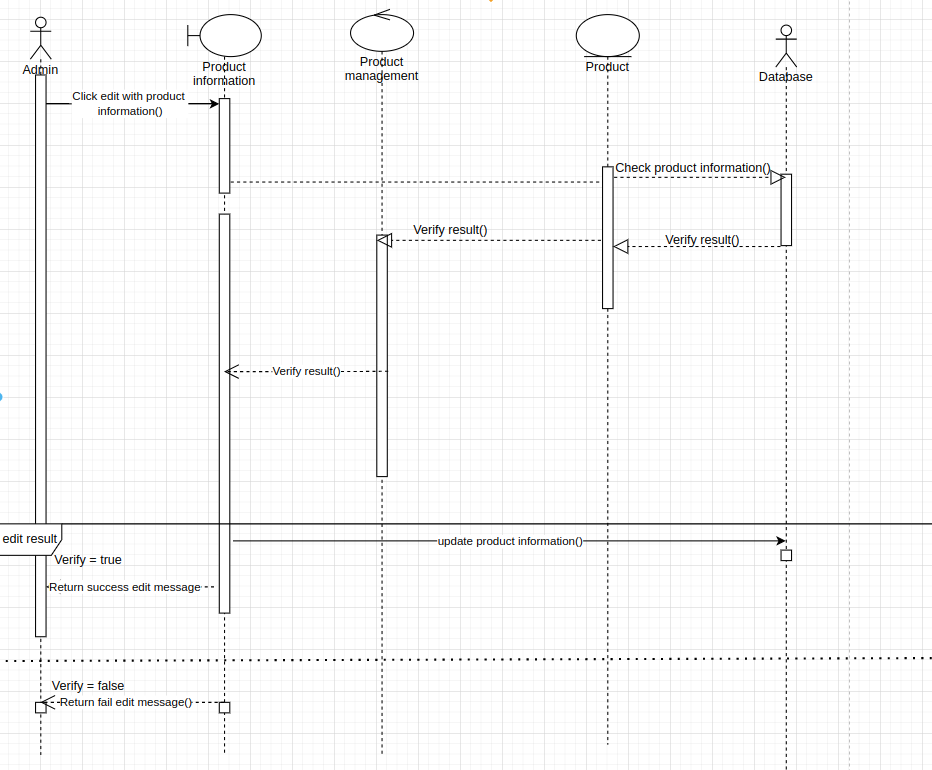 Admin
Product
information
Product
management
Product
Database
Click edit with product
information()
Check product information()
Verify result()
Verify result()
Verify result()
edit result
update product information()
Verify = true
Return success edit message
Verify = false
Return fail edit message()